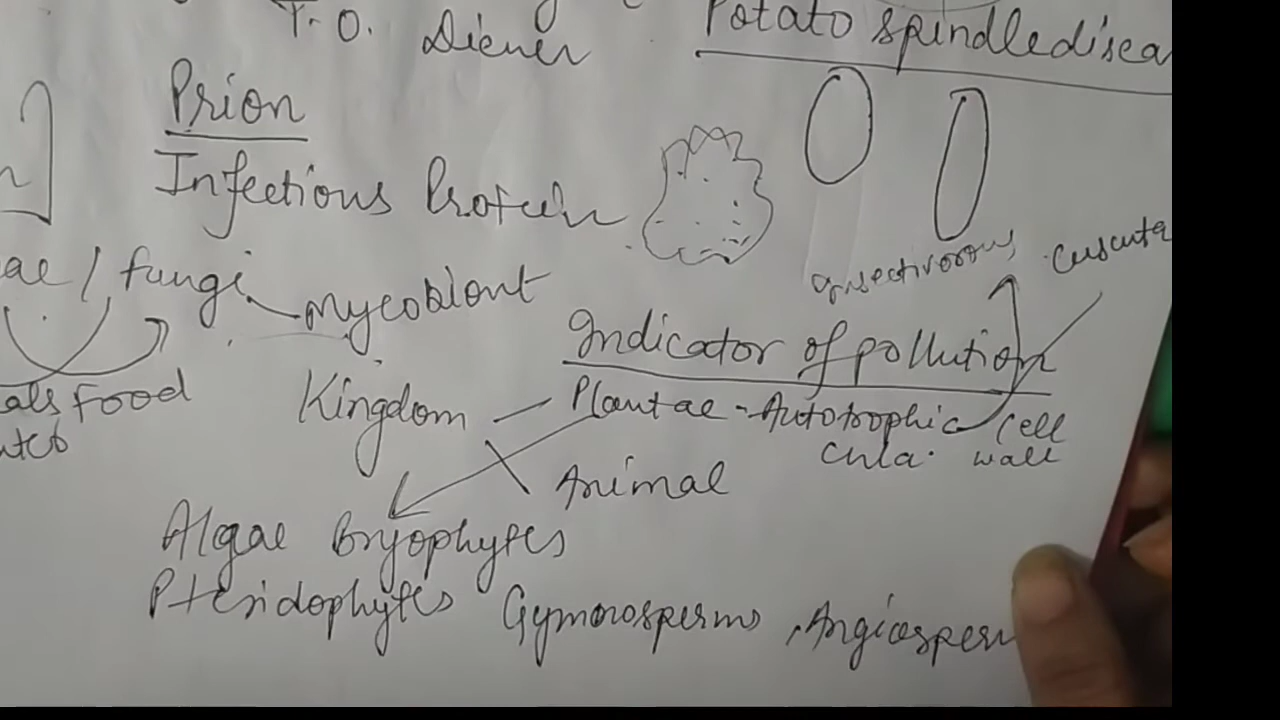 T. O. Diener
Potato spindle disea
Prion
Infectious Protein
ae / fungi - Mycobiont
insectivorous Cuscuta
Indicator of pollution
als Food
Kingdom - Plantae - Autotrophic Cell
Chla. wall
Animal
Algae Bryophytes
Pteridophytes Gymnosperms, Angiosperm